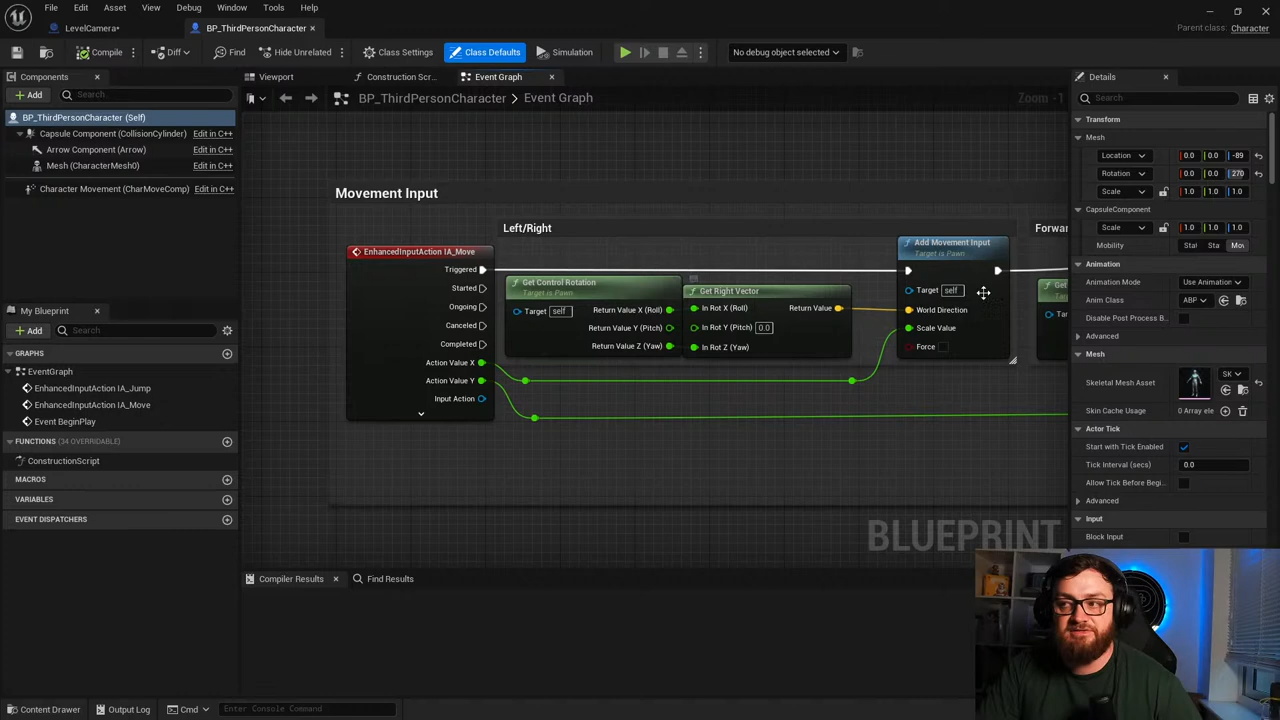 File Edit Asset View Debug Window Tools Help
LevelCamera*
BP_ThirdPersonCharacter
Parent class: Character
Compile
Diff
Find
Hide Unrelated
Class Settings
Class Defaults
Simulation
No debug object selected
Components
Viewport
Construction Scr...
Event Graph
Details
Add
Search...
BP_ThirdPersonCharacter > Event Graph
Zoom -1
Search
BP_ThirdPersonCharacter (Self)
Capsule Component (CollisionCylinder) Edit in C++
Arrow Component (Arrow) Edit in C++
Mesh (CharacterMesh0) Edit in C++
Character Movement (CharMoveComp) Edit in C++
My Blueprint
Add
Search
GRAPHS
EventGraph
EnhancedInputAction IA_Jump
EnhancedInputAction IA_Move
Event BeginPlay
FUNCTIONS (34 OVERRIDABLE)
ConstructionScript
MACROS
VARIABLES
EVENT DISPATCHERS
Movement Input
Left/Right
Forwa
EnhancedInputAction IA_Move
Triggered
Started
Ongoing
Canceled
Completed
Action Value X
Action Value Y
Input Action
Get Control Rotation
Target is Pawn
Target self
Return Value X (Roll)
Return Value Y (Pitch)
Return Value Z (Yaw)
Get Right Vector
In Rot X (Roll)
Return Value
In Rot Y (Pitch) 0.0
In Rot Z (Yaw)
Add Movement Input
Target is Pawn
Target self
World Direction
Scale Value
Force
Get
Target
Tar
BLUEPRINT
Transform
Mesh
Location 0.0 0.0 -89
Rotation 0.0 0.0 270
Scale 1.0 1.0 1.0
CapsuleComponent
Scale 1.0 1.0 1.0
Mobility Stat Sta Mov
Animation
Animation Mode Use Animation
Anim Class ABP
Disable Post Process B
Advanced
Mesh
Skeletal Mesh Asset SK
Skin Cache Usage 0 Array ele
Actor Tick
Start with Tick Enabled
Tick Interval (secs) 0.0
Allow Tick Before Begi...
Advanced
Input
Block Input
Compiler Results
Find Results
Content Drawer
Output Log
Cmd
Enter Console Command